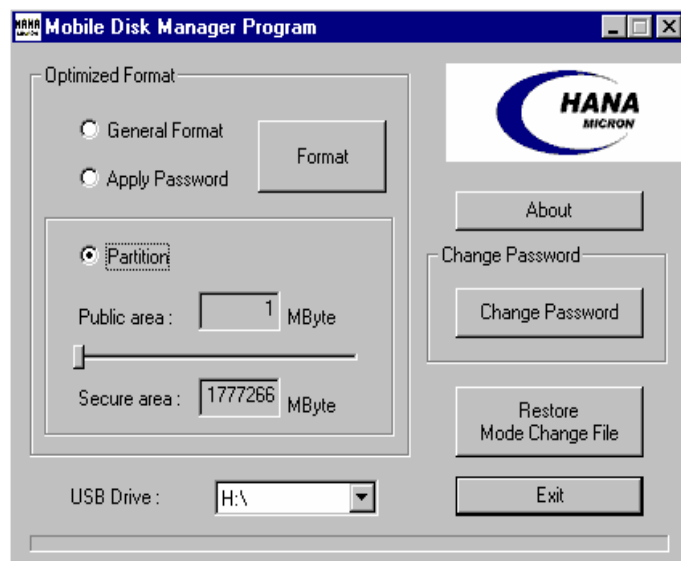 Mobile Disk Manager Program
Optimized Format
General Format
Apply Password
Format
Partition
Public area :
1
MByte
Secure area :
1777266
MByte
USB Drive :
H:\
HANA
MICRON
About
Change Password
Change Password
Restore
Mode Change File
Exit